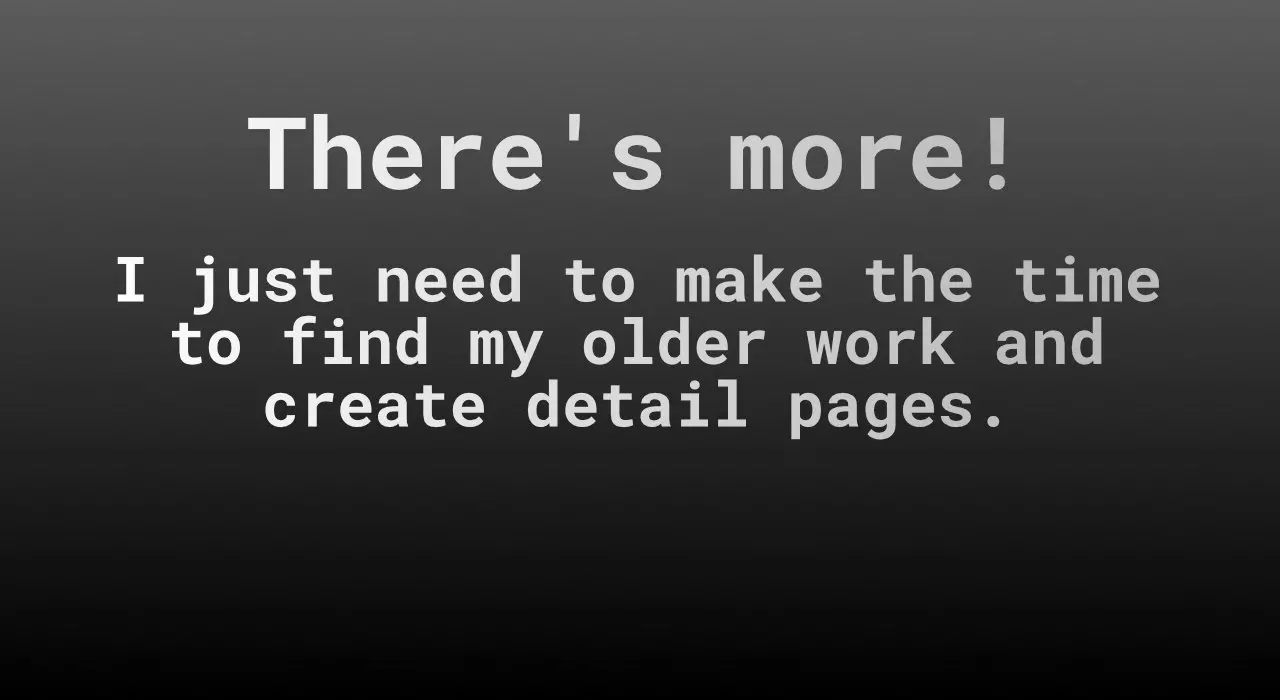 There's more!
I just need to make the time
to find my older work and
create detail pages.